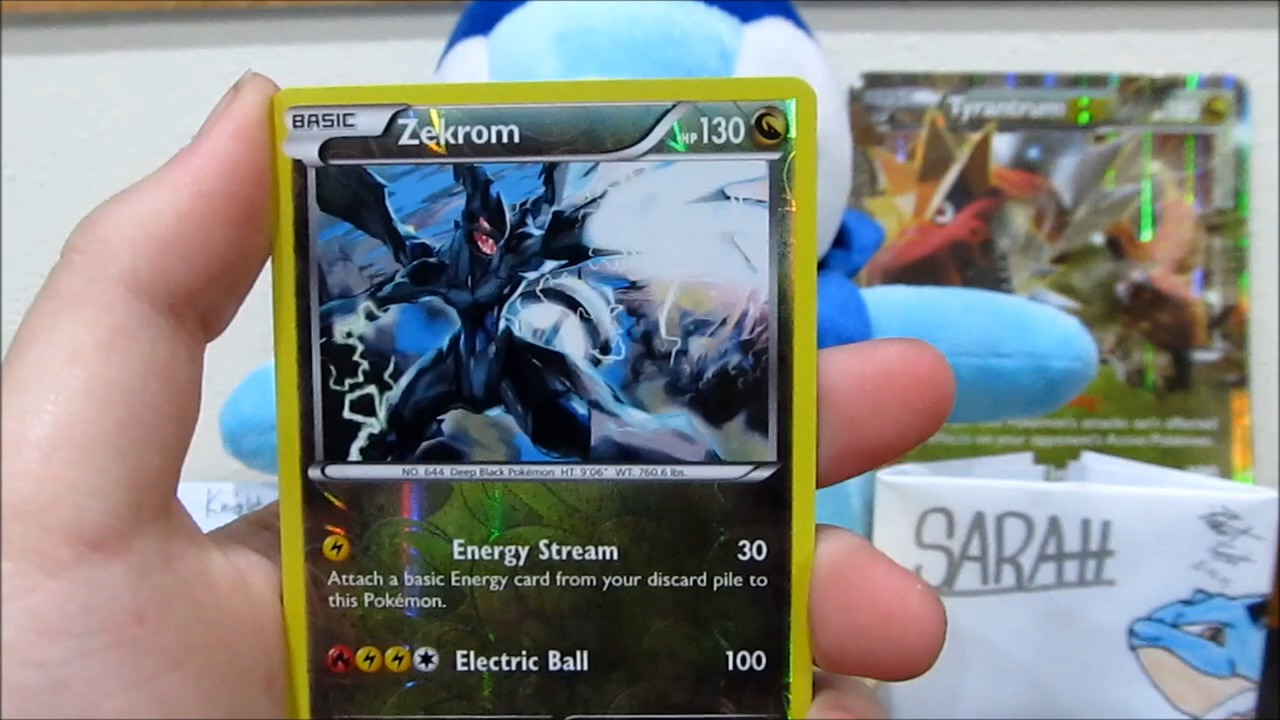 BASIC Zekrom HP 130
NO. 644 Deep Black Pokémon HT: 9'06" WT: 760.6 lbs.
Energy Stream 30
Attach a basic Energy card from your discard pile to
this Pokémon.
Electric Ball 100
Tyrantrum
Knight
SARAH